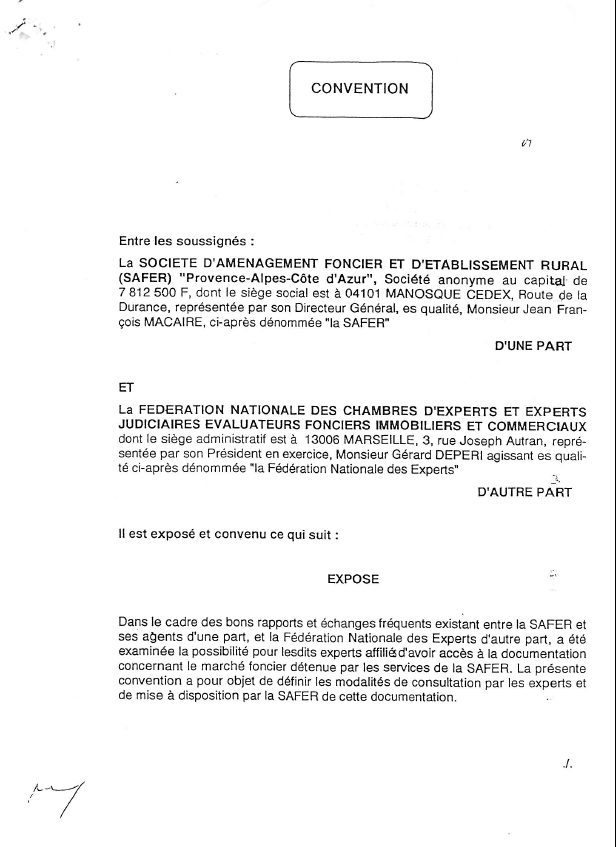 CONVENTION
Entre les soussignés :
La SOCIETE D'AMENAGEMENT FONCIER ET D'ETABLISSEMENT RURAL
(SAFER) "Provence-Alpes-Côte d'Azur", Société anonyme au capital de
7 812 500 F, dont le siège social est à 04101 MANOSQUE CEDEX, Route de la
Durance, représentée par son Directeur Général, es qualité, Monsieur Jean Fran-
çois MACAIRE, ci-après dénommée "la SAFER"
D'UNE PART
ET
La FEDERATION NATIONALE DES CHAMBRES D'EXPERTS ET EXPERTS
JUDICIAIRES EVALUATEURS FONCIERS IMMOBILIERS ET COMMERCIAUX
dont le siège administratif est à 13006 MARSEILLE, 3, rue Joseph Autran, repré-
sentée par son Président en exercice, Monsieur Gérard DEPERI agissant es quali-
té ci-après dénommée "la Fédération Nationale des Experts"
D'AUTRE PART
Il est exposé et convenu ce qui suit :
EXPOSE
Dans le cadre des bons rapports et échanges fréquents existant entre la SAFER et
ses agents d'une part, et la Fédération Nationale des Experts d'autre part, a été
examinée la possibilité pour lesdits experts affiliés d'avoir accès à la documentation
concernant le marché foncier détenue par les services de la SAFER. La présente
convention a pour objet de définir les modalités de consultation par les experts et
de mise à disposition par la SAFER de cette documentation.
./.